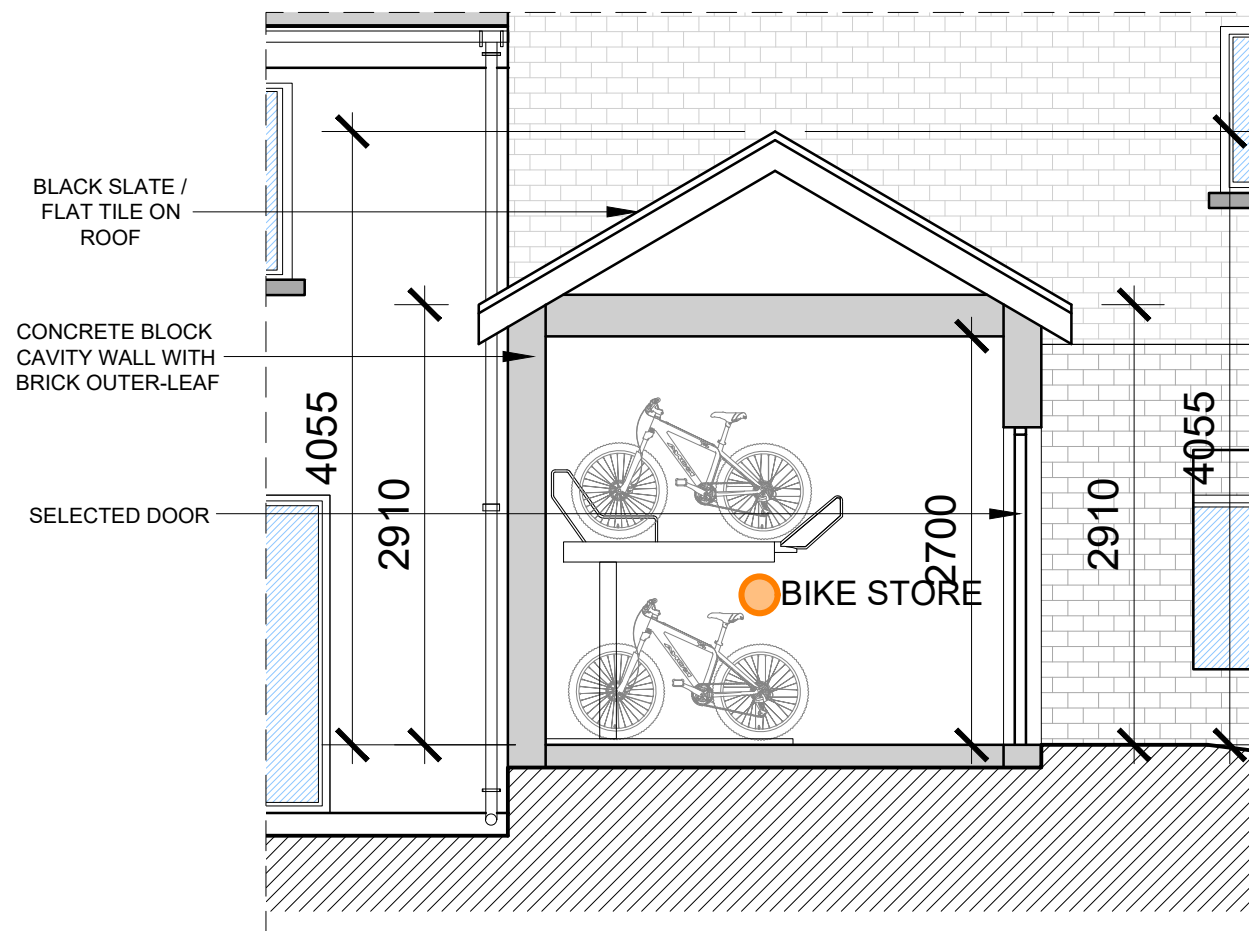 BLACK SLATE /
FLAT TILE ON
ROOF
CONCRETE BLOCK
CAVITY WALL WITH
BRICK OUTER-LEAF
SELECTED DOOR
4055
2910
2700
BIKE STORE
2910
4055